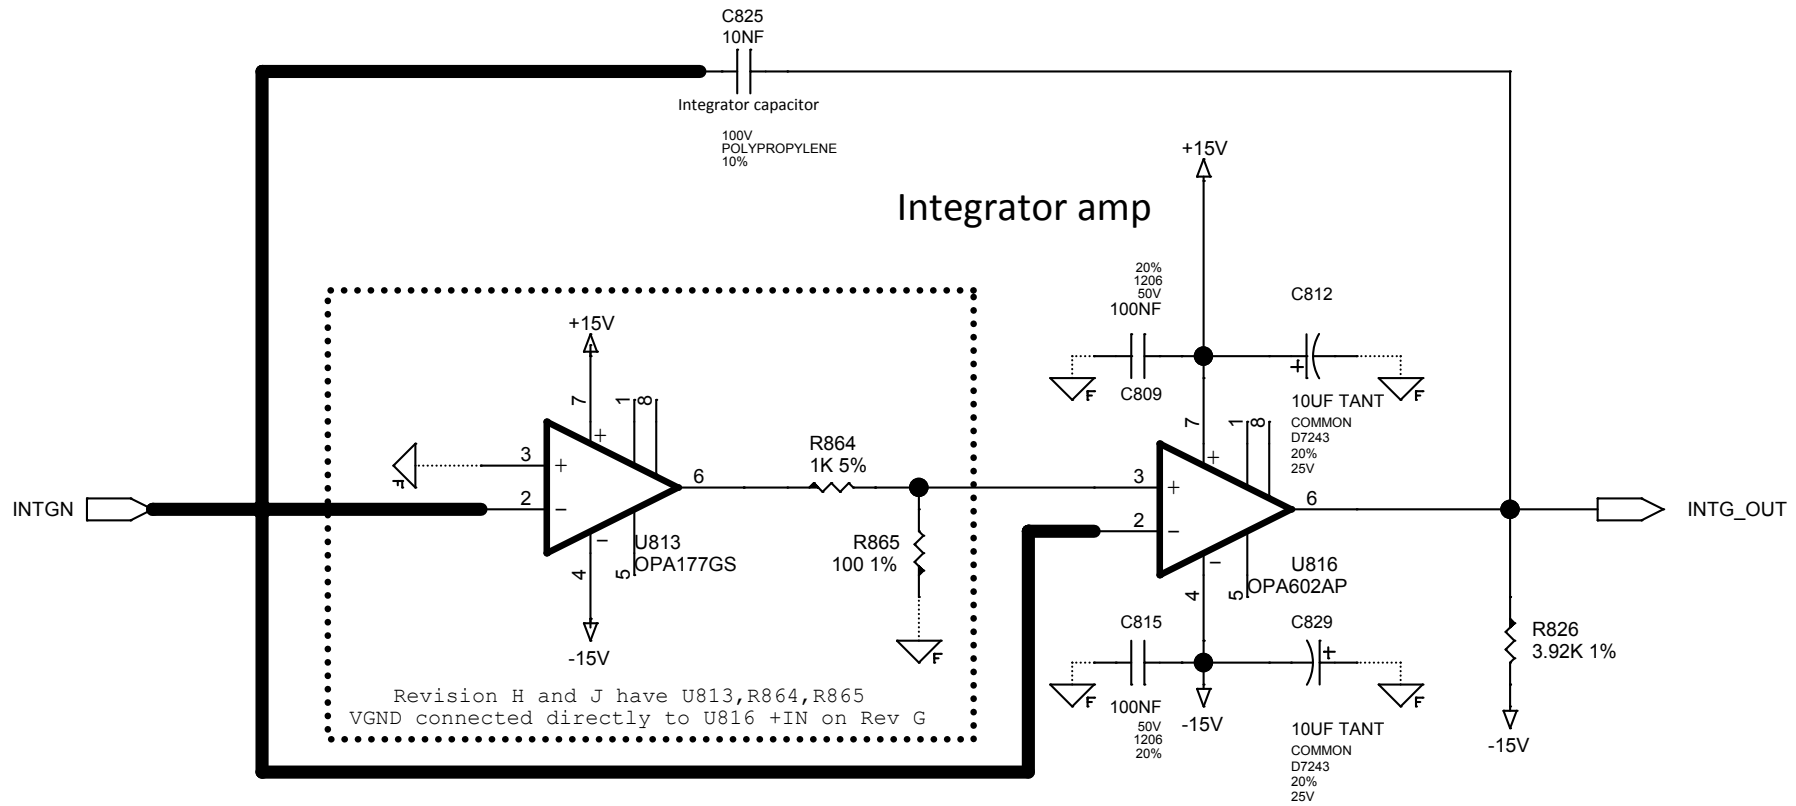 C825
10NF
Integrator capacitor
100V
POLYPROPYLENE
10%
+15V
Integrator amp
20%
1206
50V
100NF
C809
C812
10UF TANT
COMMON
D7243
20%
25V
F
F
+15V
7
1
8
3
+
2
-
+
-
6
4
5
F
U813
OPA177GS
-15V
R864
1K 5%
R865
100 1%
F
INTGN
7
1
8
3
+
2
-
+
-
6
4
5
U816
OPA602AP
INTG_OUT
C815
100NF
50V
1206
20%
F
-15V
C829
+
10UF TANT
COMMON
D7243
20%
25V
F
R826
3.92K 1%
-15V
Revision H and J have U813,R864,R865
VGND connected directly to U816 +IN on Rev G